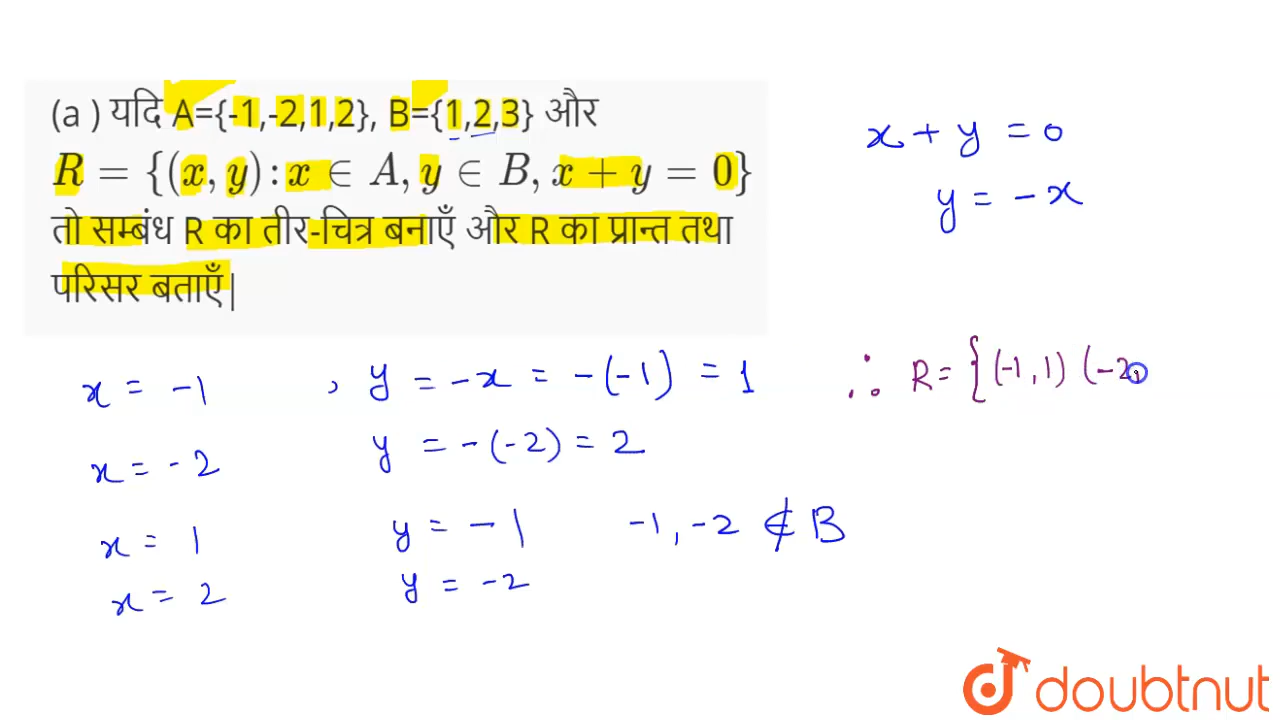 (a ) यदि A={-1,-2,1,2}, B={1,2,3} और
R = {(x, y) : x ∈ A, y ∈ B, x + y = 0}
तो सम्बंध R का तीर-चित्र बनाएँ और R का प्रान्त तथा
परिसर बताएँ|
x + y = 0
y = - x
x = -1 , y = -x = -(-1) = 1
x = -2 y = -(-2) = 2
x = 1 y = -1 -1, -2 ∉ B
x = 2 y = -2
∴ R = { (-1, 1) (-2,
doubtnut